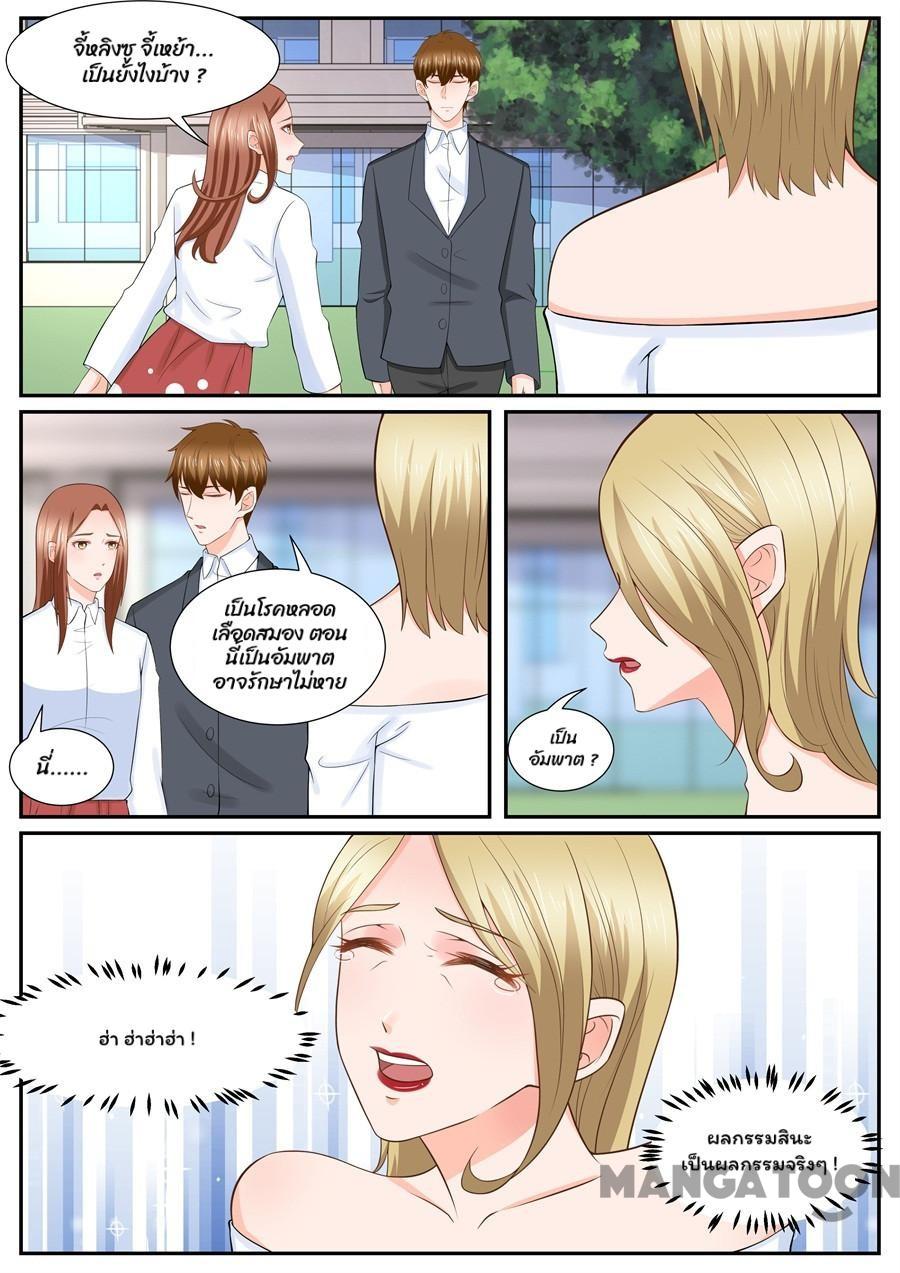 จี้หลิงซู จี้เหย้า...
เป็นยังไงบ้าง ?
เป็นโรคหลอด
เลือดสมอง ตอน
นี้เป็นอัมพาต
อาจรักษาไม่หาย
นี่......
เป็น
อัมพาต ?
ฮ่า ฮ่าฮ่าฮ่า !
ผลกรรมสินะ
เป็นผลกรรมจริงๆ !
MANGATOON